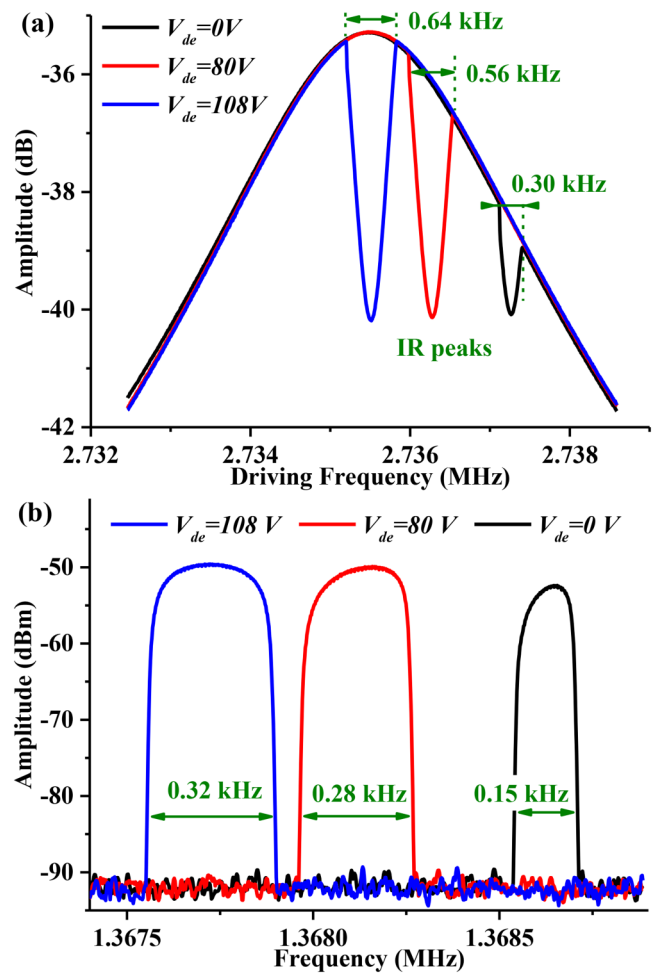 (a)
V_de=0V
V_de=80V
V_de=108V
0.64 kHz
0.56 kHz
0.30 kHz
IR peaks
Amplitude (dB)
-36
-38
-40
-42
2.732
2.734
2.736
2.738
Driving Frequency (MHz)
(b)
V_de=108 V
V_de=80 V
V_de=0 V
0.32 kHz
0.28 kHz
0.15 kHz
Amplitude (dBm)
-50
-60
-70
-80
-90
1.3675
1.3680
1.3685
Frequency (MHz)